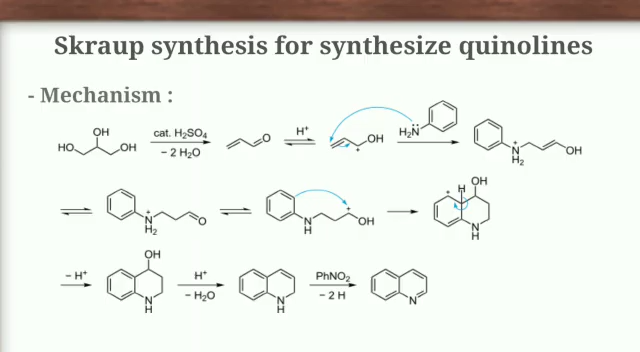 Skraup synthesis for synthesize quinolines
- Mechanism :
HO OH OH cat. H₂SO₄ − 2 H₂O O H⁺ OH + H₂N N⁺ H₂ OH
N⁺ H₂ O N H + OH + H OH N H
− H⁺ OH N H H⁺ − H₂O N H PhNO₂ − 2 H N